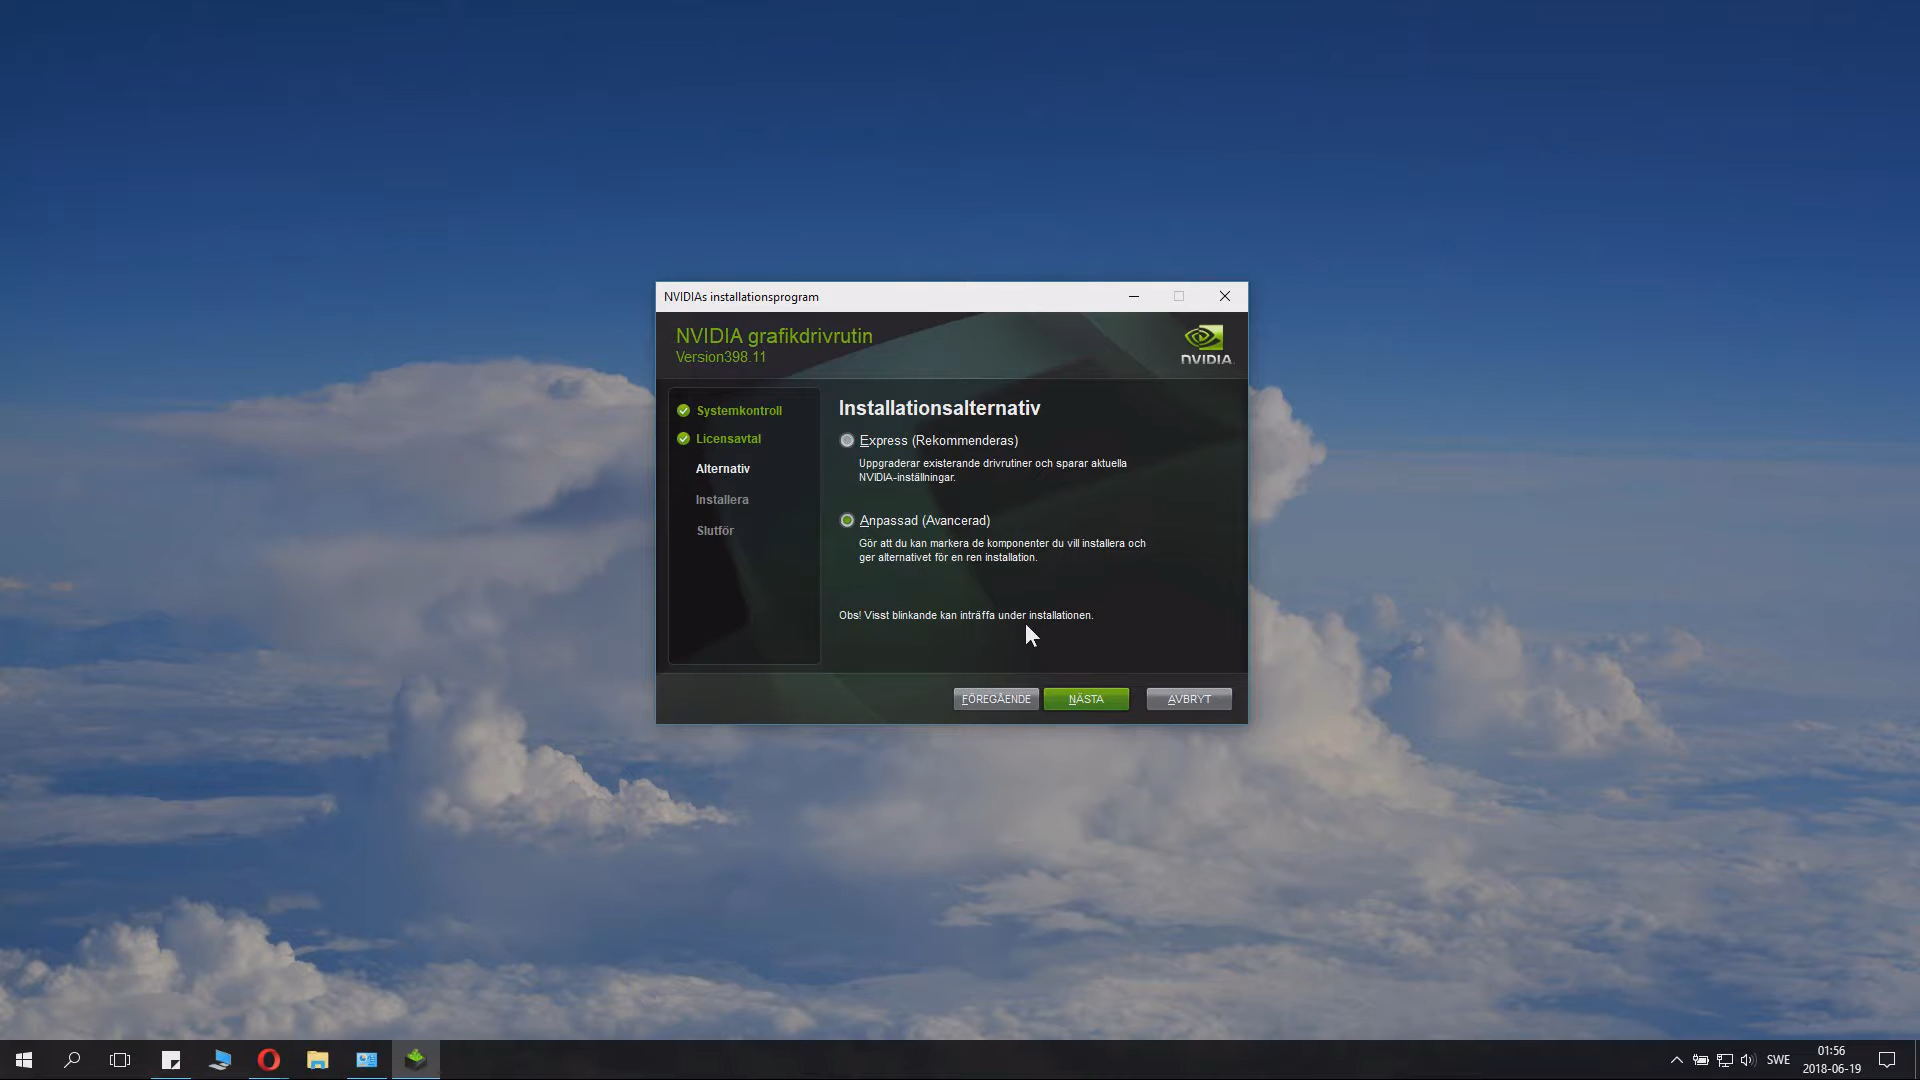 NVIDIAs installationsprogram
NVIDIA grafikdrivrutin
Version398.11
NVIDIA.
Systemkontroll
Licensavtal
Alternativ
Installera
Slutför
Installationsalternativ
Express (Rekommenderas)
Uppgraderar existerande drivrutiner och sparar aktuella
NVIDIA-inställningar.
Anpassad (Avancerad)
Gör att du kan markera de komponenter du vill installera och
ger alternativet för en ren installation.
Obs! Visst blinkande kan inträffa under installationen.
FÖREGÅENDE
NÄSTA
AVBRYT
SWE
01:56
2018-06-19